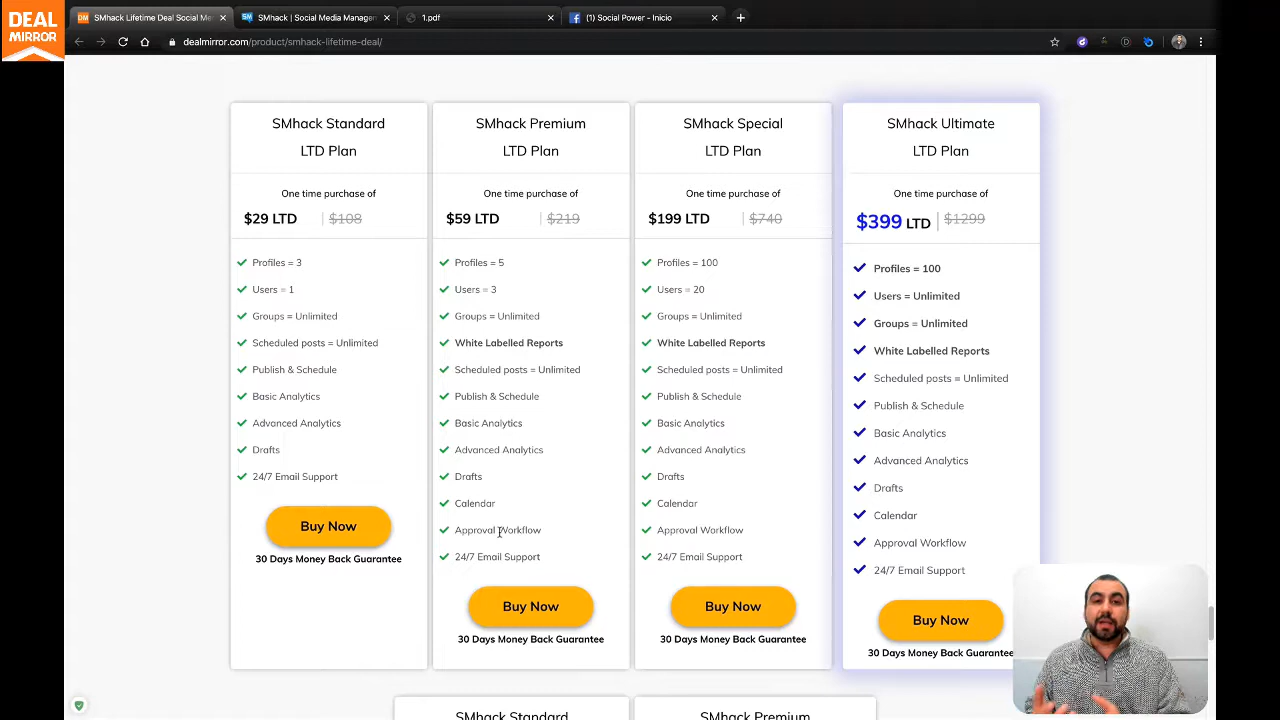 DEAL
MIRROR
SMhack Lifetime Deal Social Me
SMhack | Social Media Managen
1.pdf
(1) Social Power - Inicio
dealmirror.com/product/smhack-lifetime-deal/
SMhack Standard
LTD Plan
One time purchase of
$29 LTD | $108
Profiles = 3
Users = 1
Groups = Unlimited
Scheduled posts = Unlimited
Publish & Schedule
Basic Analytics
Advanced Analytics
Drafts
24/7 Email Support
Buy Now
30 Days Money Back Guarantee
SMhack Premium
LTD Plan
One time purchase of
$59 LTD | $219
Profiles = 5
Users = 3
Groups = Unlimited
White Labelled Reports
Scheduled posts = Unlimited
Publish & Schedule
Basic Analytics
Advanced Analytics
Drafts
Calendar
Approval Workflow
24/7 Email Support
Buy Now
30 Days Money Back Guarantee
SMhack Special
LTD Plan
One time purchase of
$199 LTD | $740
Profiles = 100
Users = 20
Groups = Unlimited
White Labelled Reports
Scheduled posts = Unlimited
Publish & Schedule
Basic Analytics
Advanced Analytics
Drafts
Calendar
Approval Workflow
24/7 Email Support
Buy Now
30 Days Money Back Guarantee
SMhack Ultimate
LTD Plan
One time purchase of
$399 LTD | $1299
Profiles = 100
Users = Unlimited
Groups = Unlimited
White Labelled Reports
Scheduled posts = Unlimited
Publish & Schedule
Basic Analytics
Advanced Analytics
Drafts
Calendar
Approval Workflow
24/7 Email Support
Buy Now
30 Days Money Back Guarantee
SMhack Standard
SMhack Premium